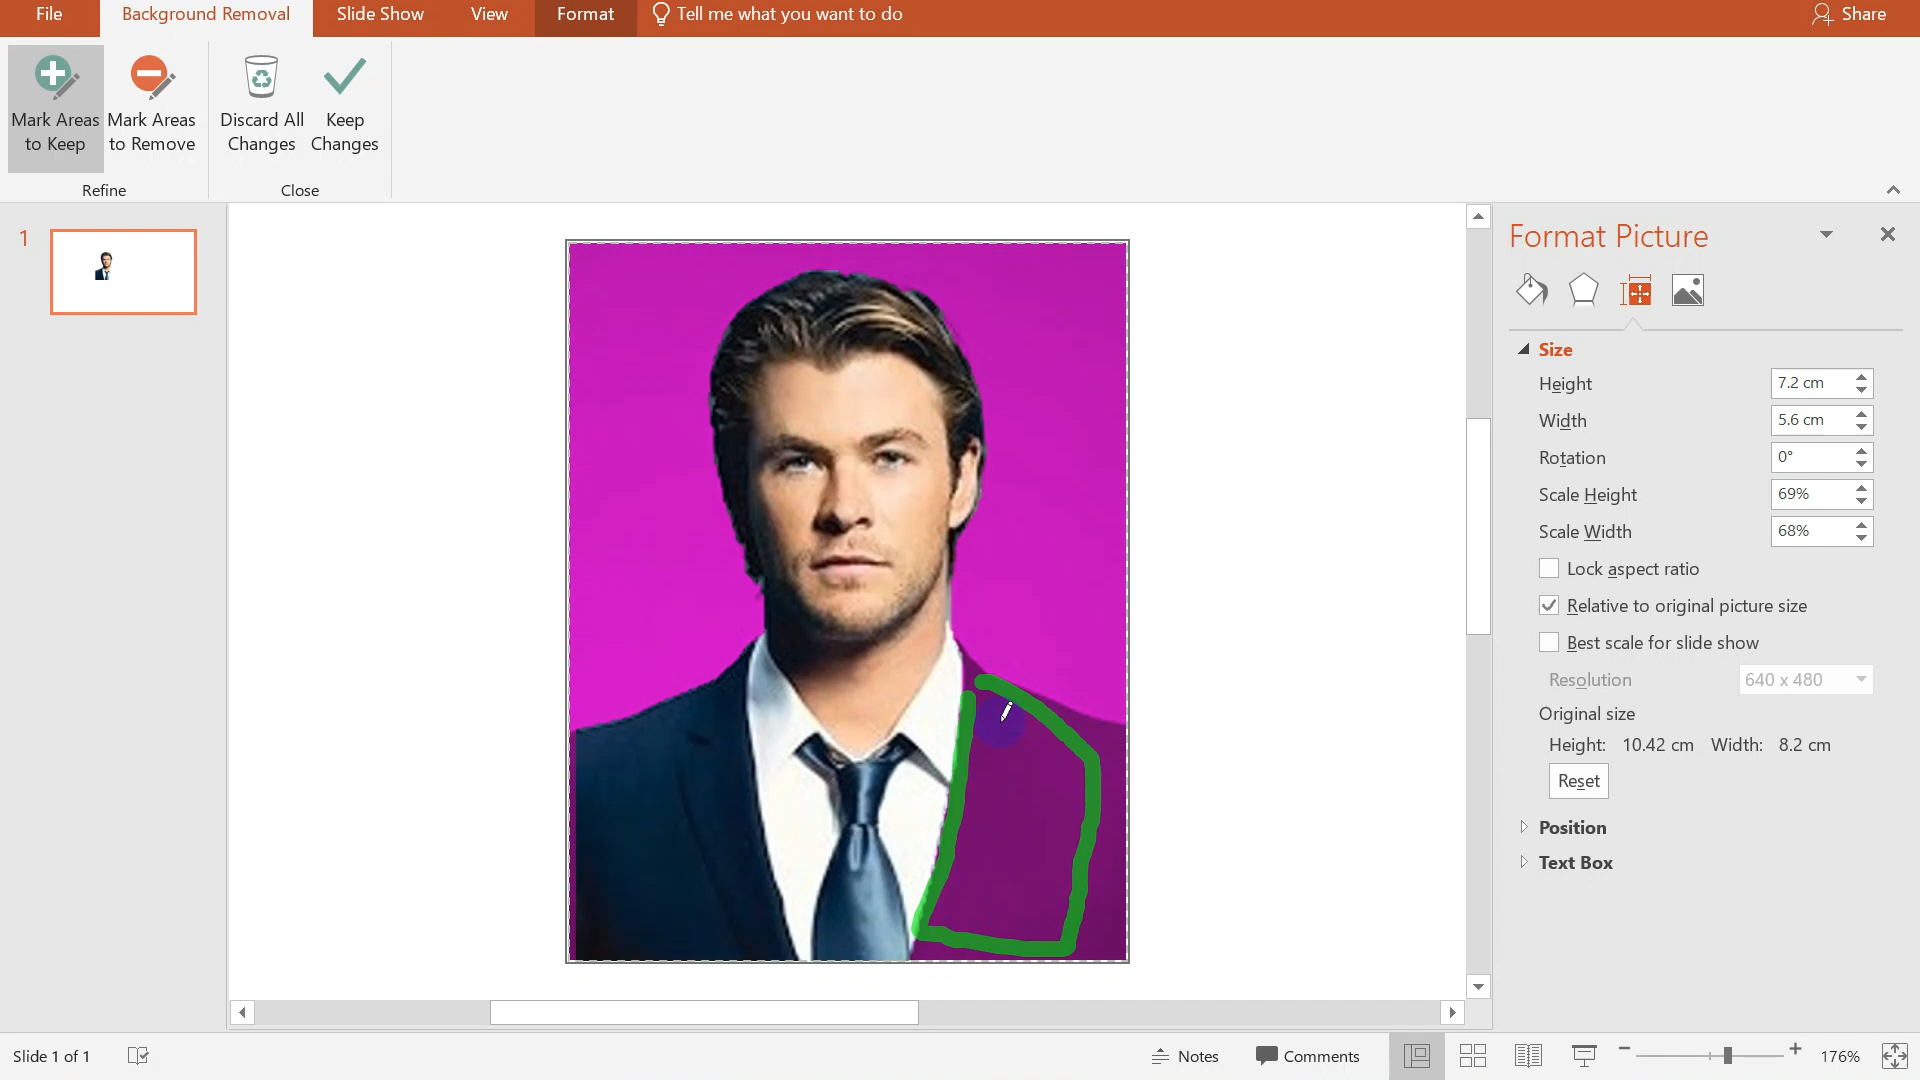 File
Background Removal
Slide Show
View
Format
Tell me what you want to do
Share
Mark Areas
to Keep
Mark Areas
to Remove
Discard All
Changes
Keep
Changes
Refine
Close
1
Format Picture
Size
Height
7.2 cm
Width
5.6 cm
Rotation
0°
Scale Height
69%
Scale Width
68%
Lock aspect ratio
Relative to original picture size
Best scale for slide show
Resolution
640 x 480
Original size
Height: 10.42 cm Width: 8.2 cm
Reset
Position
Text Box
Slide 1 of 1
Notes
Comments
176%